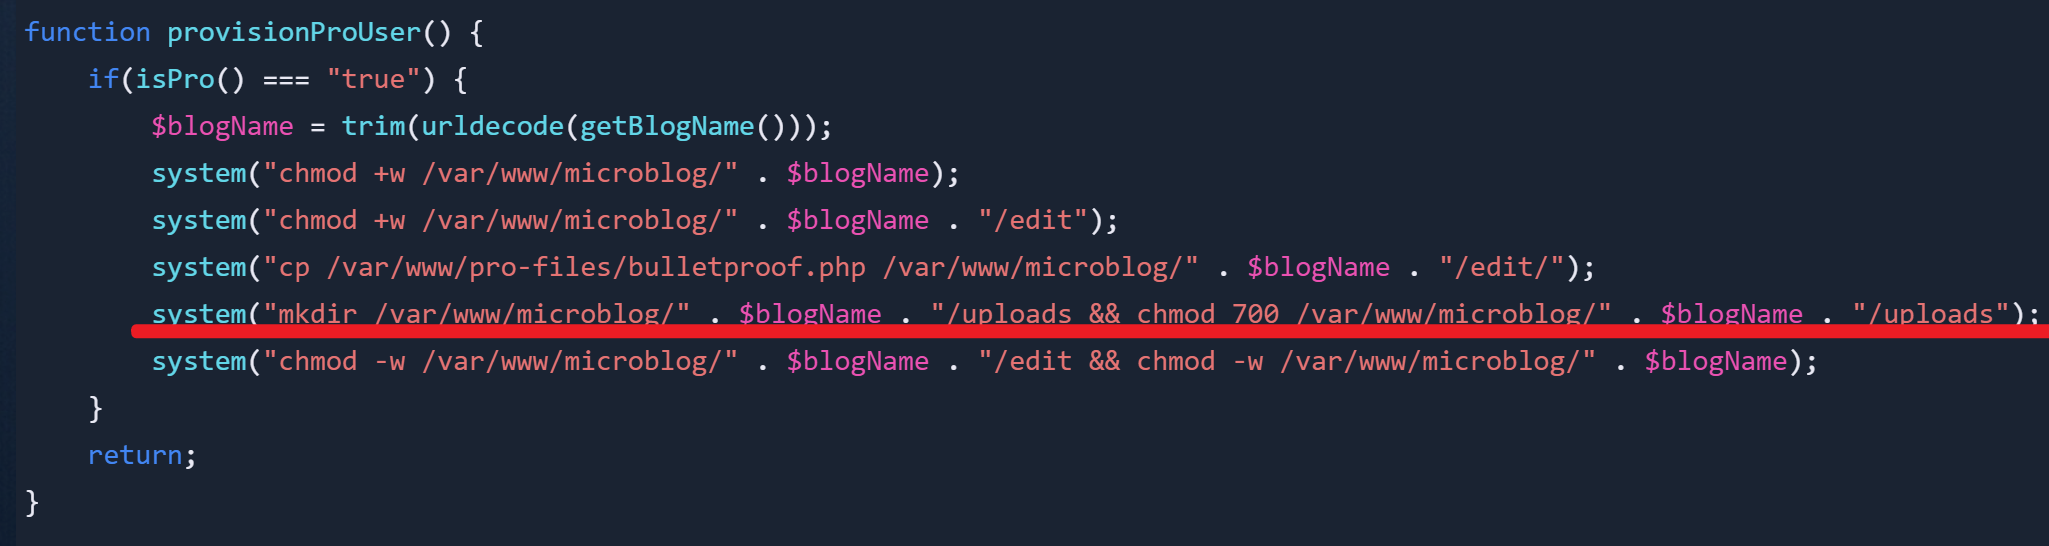 function provisionProUser() {
    if(isPro() === "true") {
        $blogName = trim(urldecode(getBlogName()));
        system("chmod +w /var/www/microblog/" . $blogName);
        system("chmod +w /var/www/microblog/" . $blogName . "/edit");
        system("cp /var/www/pro-files/bulletproof.php /var/www/microblog/" . $blogName . "/edit/");
        system("mkdir /var/www/microblog/" . $blogName . "/uploads && chmod 700 /var/www/microblog/" . $blogName . "/uploads");
        system("chmod -w /var/www/microblog/" . $blogName . "/edit && chmod -w /var/www/microblog/" . $blogName);
    }
    return;
}